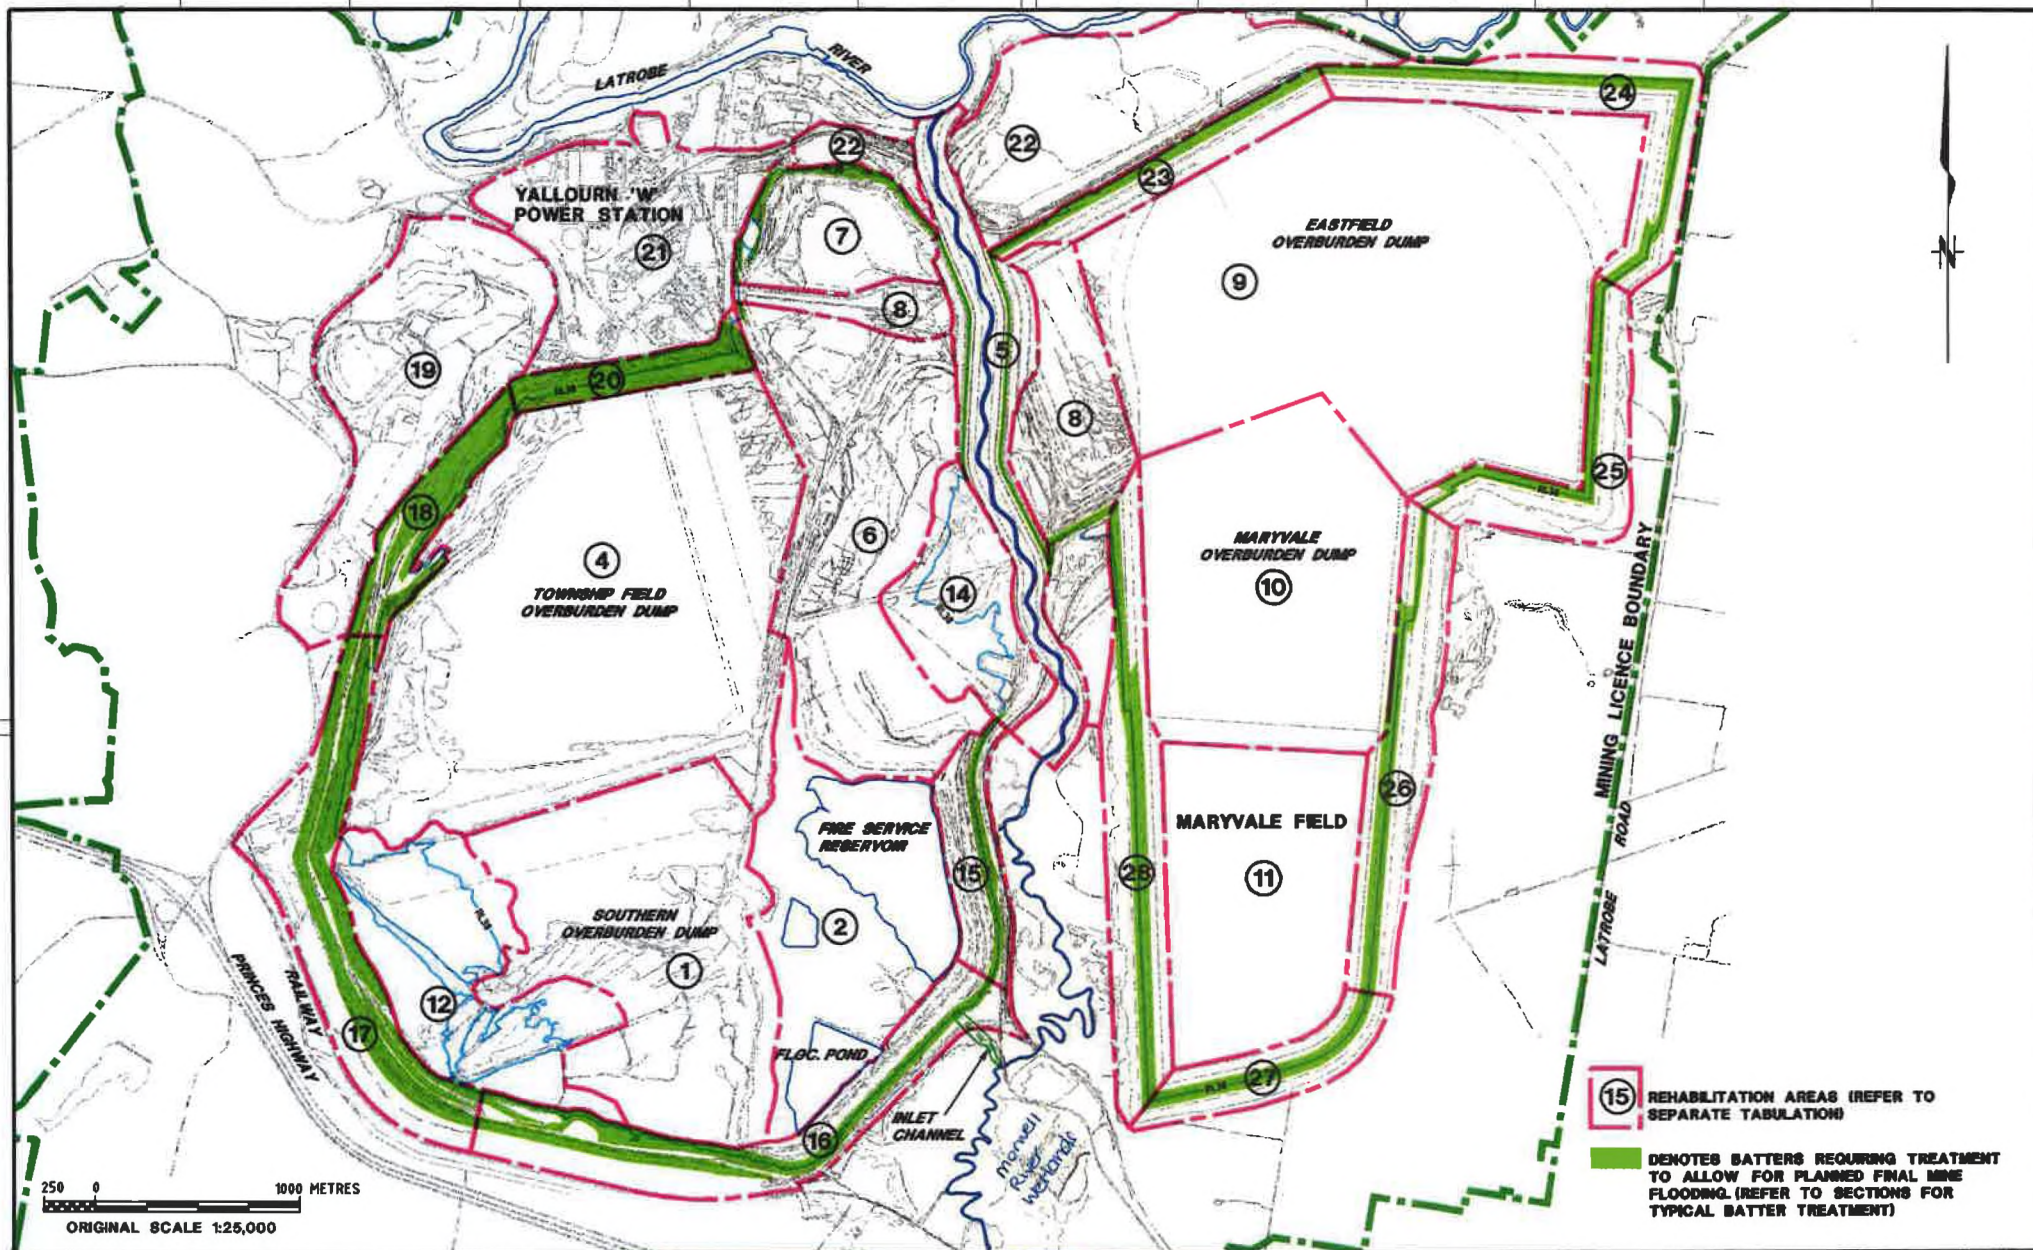 LATROBE
RIVER
24
22
22
23
YALLOURN 'W'
POWER STATION
21
7
EASTFIELD
OVERBURDEN DUMP
9
N
8
5
19
20
RL38
8
25
RL38
18
6
4
TOWNSHIP FIELD
OVERBURDEN DUMP
14
RL38
MARYVALE
OVERBURDEN DUMP
10
MINING LICENCE BOUNDARY
LATROBE ROAD
26
MARYVALE FIELD
11
28
FIRE SERVICE
RESERVOIR
15
2
SOUTHERN
OVERBURDEN DUMP
1
RL38
12
17
RAILWAY
PRINCES HIGHWAY
FLOC. POND
16
INLET
CHANNEL
Morwell
River
Wetlands
27
RL38
15
REHABILITATION AREAS (REFER TO
SEPARATE TABULATION)
DENOTES BATTERS REQUIRING TREATMENT
TO ALLOW FOR PLANNED FINAL MINE
FLOODING. (REFER TO SECTIONS FOR
TYPICAL BATTER TREATMENT)
250 0 1000 METRES
ORIGINAL SCALE 1:25,000